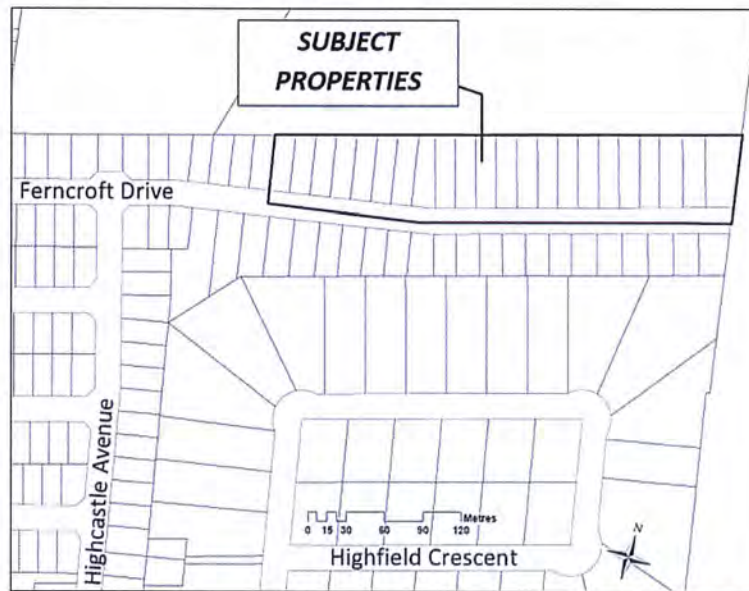 SUBJECT
PROPERTIES
Ferncroft Drive
Highcastle Avenue
Metres
0 15 30 60 90 120
Highfield Crescent
N